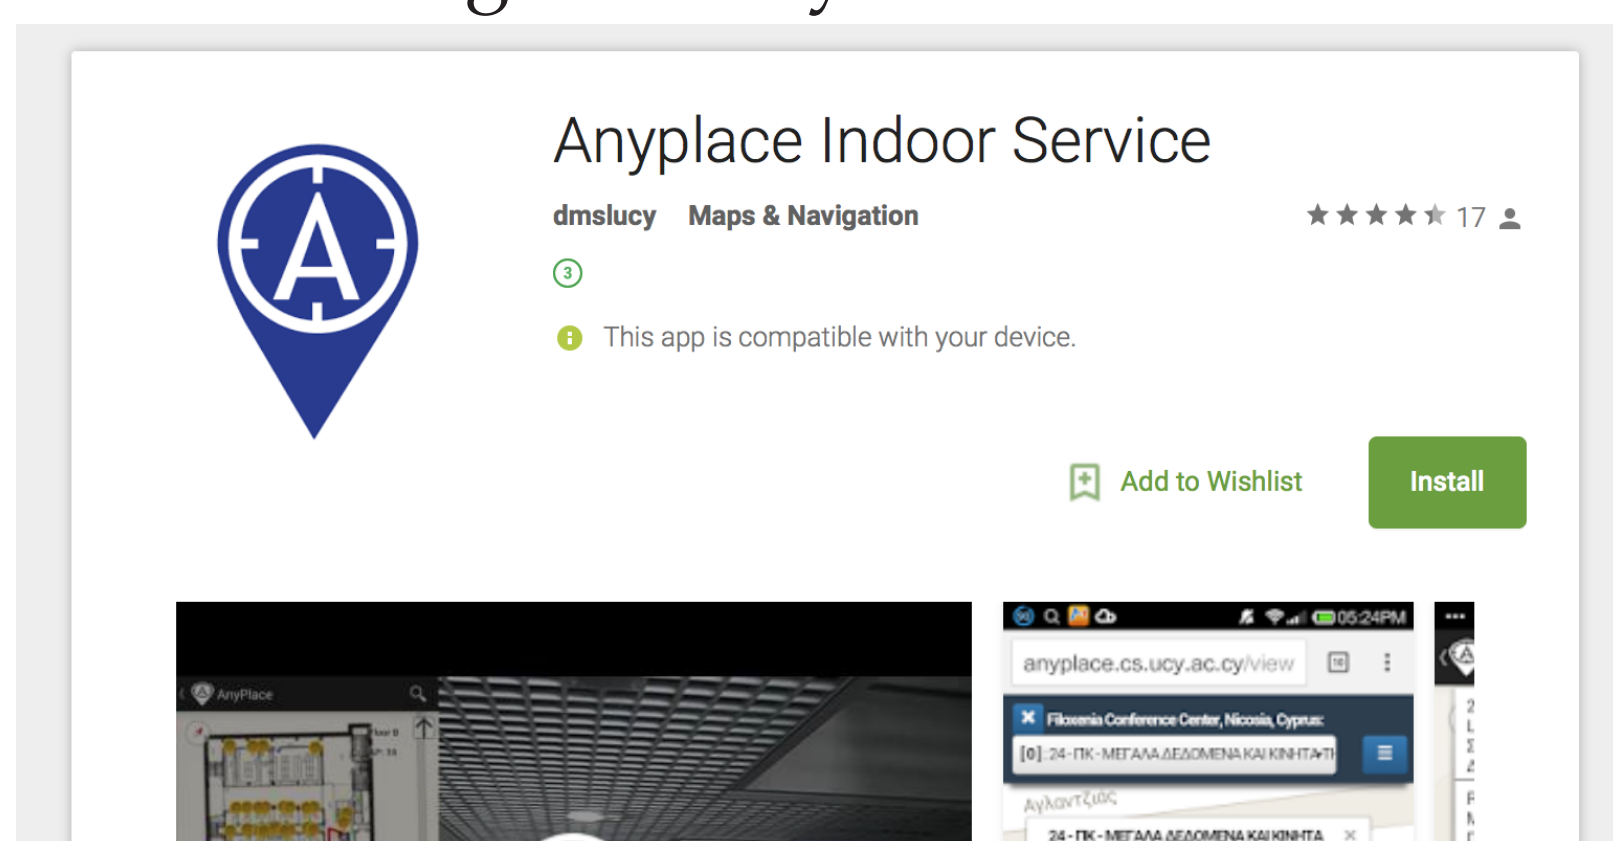 Anyplace Indoor Service
dmslucy Maps & Navigation
17
3
This app is compatible with your device.
Add to Wishlist
Install
AnyPlace
05:24PM
anyplace.cs.ucy.ac.cy/view
10
Filoxenia Conference Center, Nicosia, Cyprus:
[0]:24-ΠΚ-ΜΕΓΑΛΑ ΔΕΔΟΜΕΝΑ ΚΑΙ ΚΙΝΗΤΑ
Αγλαντζιάς
24-ΠΚ-ΜΕΓΑΛΑ ΔΕΔΟΜΕΝΑ ΚΑΙ ΚΙΝΗΤΑ